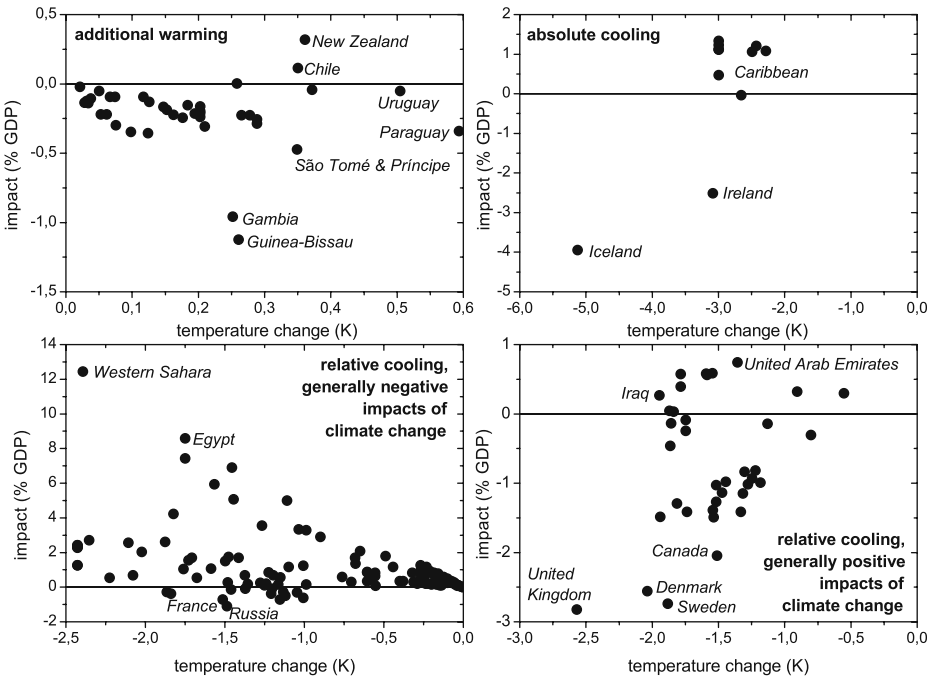 0,5
additional warming
New Zealand
Chile
0,0
Uruguay
Paraguay
-0,5
São Tomé & Príncipe
Gambia
-1,0
Guinea-Bissau
-1,5
0,0 0,1 0,2 0,3 0,4 0,5 0,6
impact (% GDP)
temperature change (K)
2
absolute cooling
1
Caribbean
0
-1
-2
Ireland
-3
-4
Iceland
-5
-6,0 -5,0 -4,0 -3,0 -2,0 -1,0 0,0
impact (% GDP)
temperature change (K)
14
relative cooling,
generally negative
impacts of
climate change
Western Sahara
12
10
Egypt
8
6
4
2
0
France
Russia
-2
-2,5 -2,0 -1,5 -1,0 -0,5 0,0
impact (% GDP)
temperature change (K)
1
United Arab Emirates
Iraq
0
-1
relative cooling,
generally positive
impacts of
climate change
Canada
-2
United
Kingdom
Denmark
Sweden
-3
-3,0 -2,5 -2,0 -1,5 -1,0 -0,5 0,0
impact (% GDP)
temperature change (K)